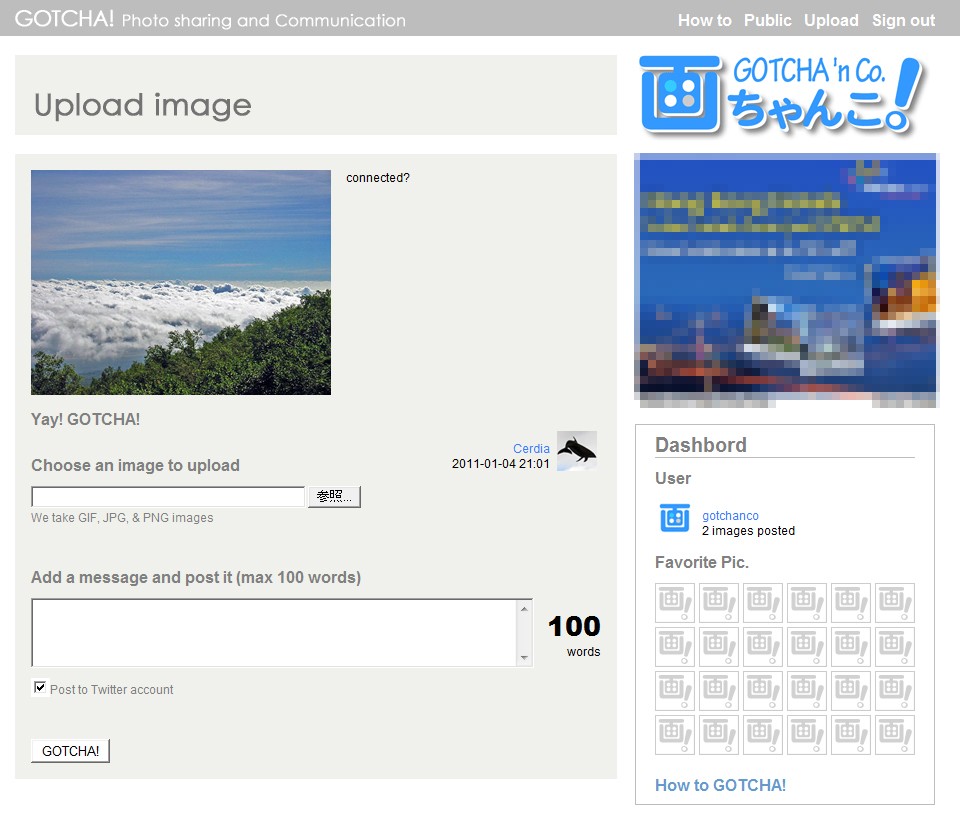 GOTCHA! Photo sharing and Communication
How to Public Upload Sign out
Upload image
GOTCHA 'n Co.
画ちゃんこ!
connected?
Yay! GOTCHA!
Cerdia
2011-01-04 21:01
Choose an image to upload
参照...
We take GIF, JPG, & PNG images
Add a message and post it (max 100 words)
100
words
Post to Twitter account
GOTCHA!
Dashbord
User
gotchanco
2 images posted
Favorite Pic.
How to GOTCHA!